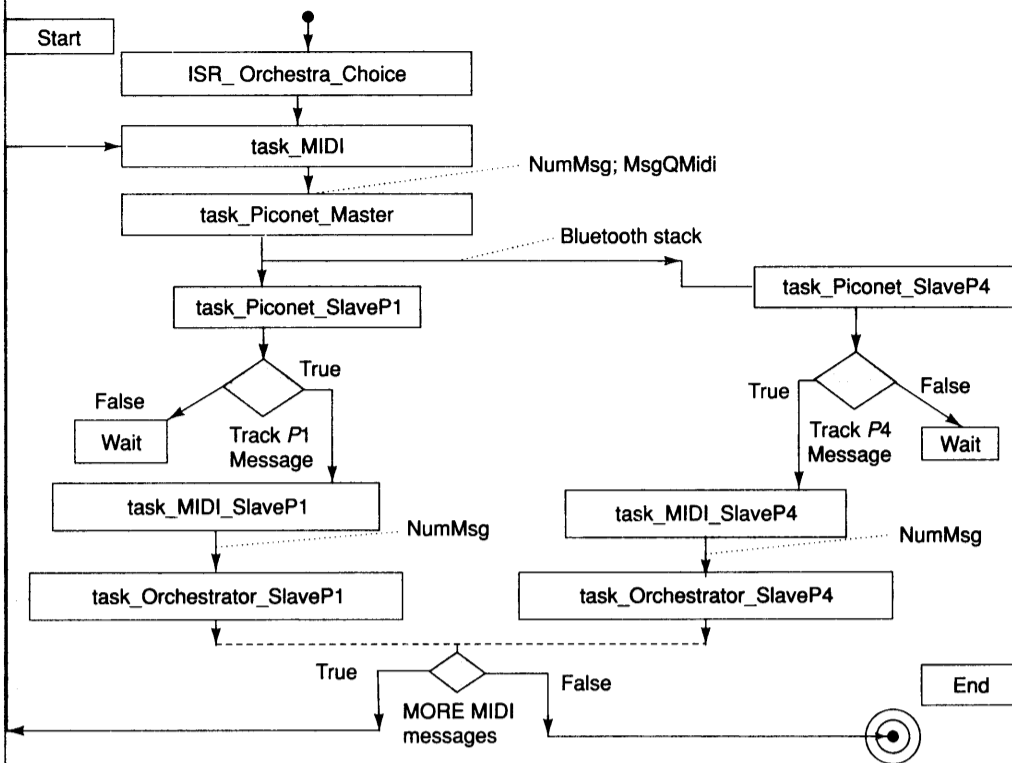 Start
ISR_ Orchestra_Choice
task_MIDI
NumMsg; MsgQMidi
task_Piconet_Master
Bluetooth stack
task_Piconet_SlaveP4
task_Piconet_SlaveP1
True
False
True
False
Wait
Track P1
Message
Track P4
Message
Wait
task_MIDI_SlaveP1
task_MIDI_SlaveP4
NumMsg
NumMsg
task_Orchestrator_SlaveP1
task_Orchestrator_SlaveP4
True
False
End
MORE MIDI
messages